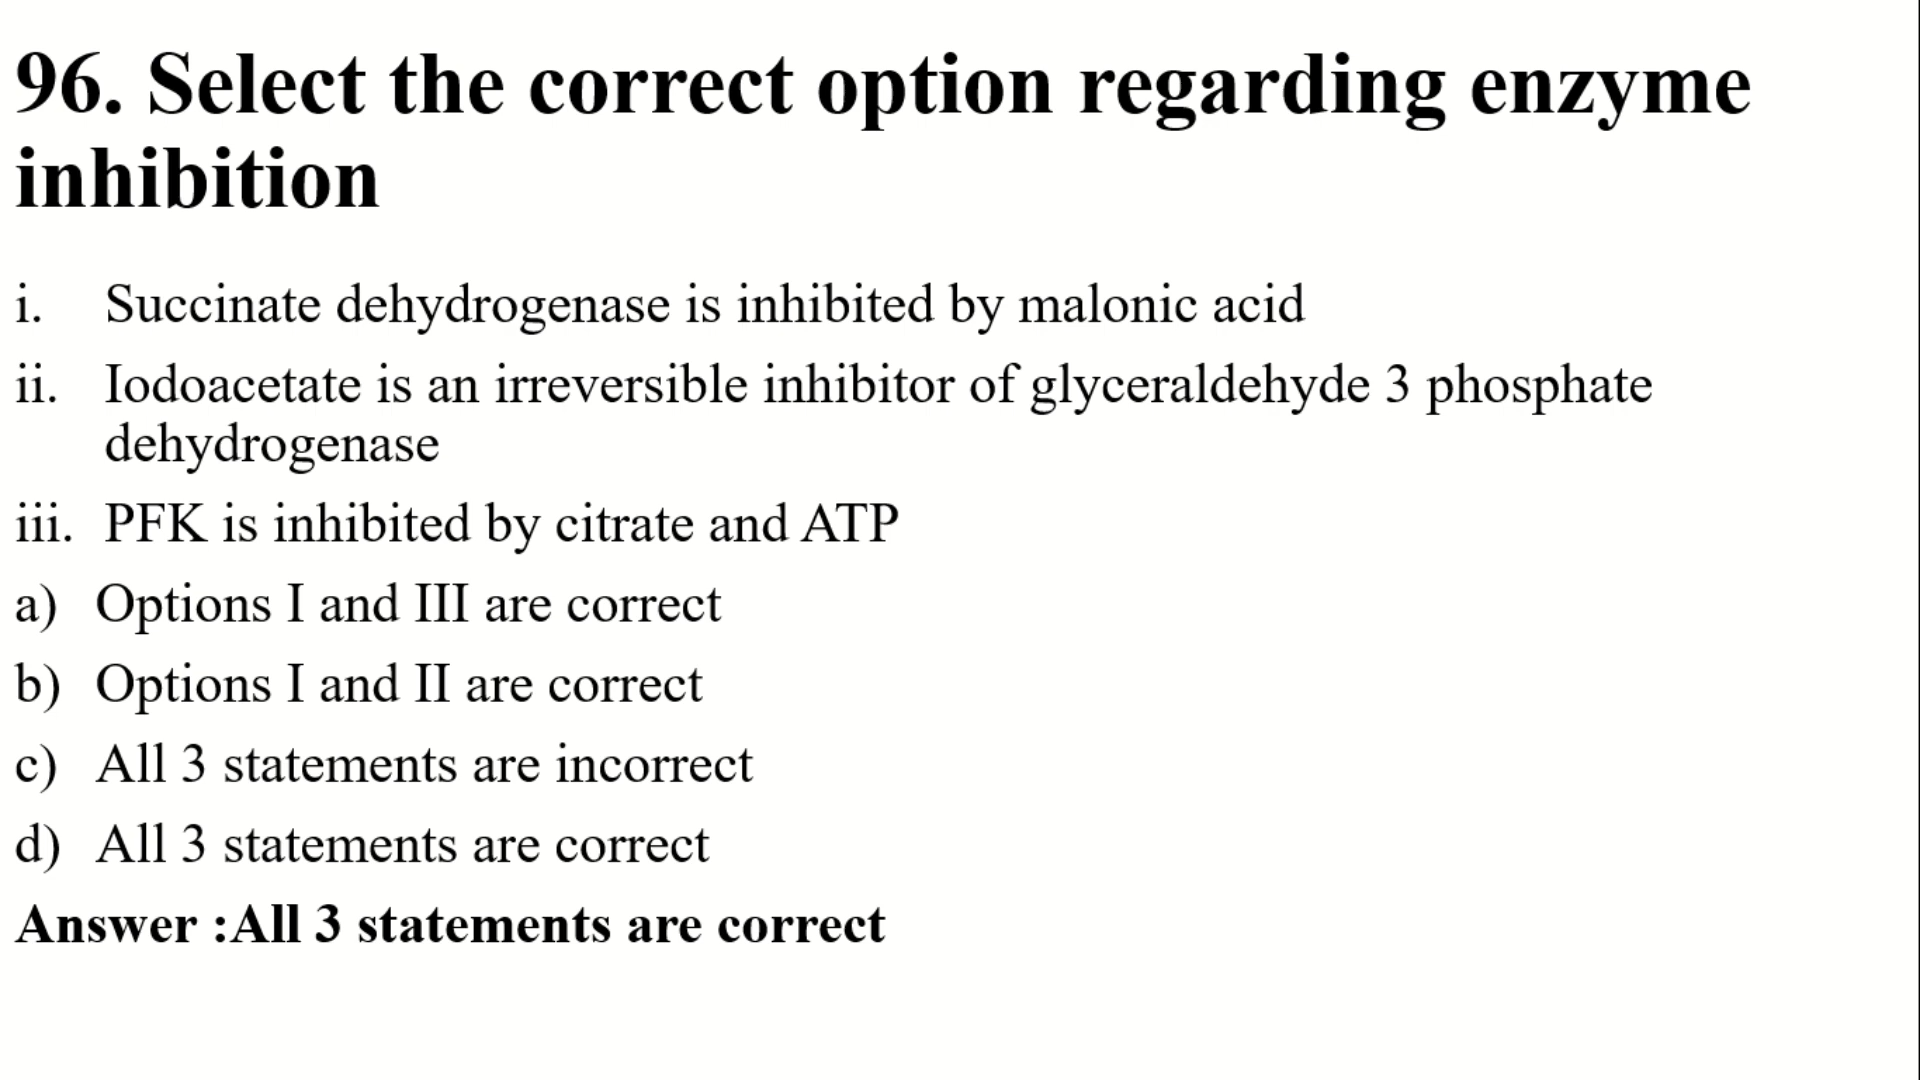 96. Select the correct option regarding enzyme
inhibition
i. Succinate dehydrogenase is inhibited by malonic acid
ii. Iodoacetate is an irreversible inhibitor of glyceraldehyde 3 phosphate
dehydrogenase
iii. PFK is inhibited by citrate and ATP
a) Options I and III are correct
b) Options I and II are correct
c) All 3 statements are incorrect
d) All 3 statements are correct
Answer :All 3 statements are correct